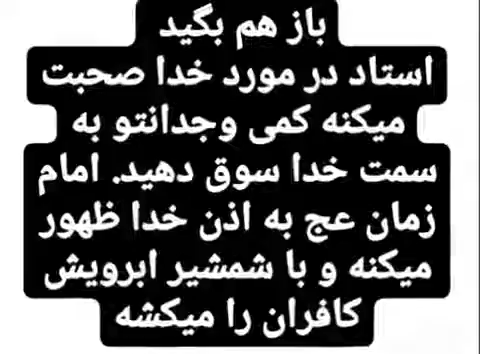 باز هم بگید
استاد در مورد خدا صحبت
میکنه کمی وجدانتو به
سمت خدا سوق دهید. امام
زمان عج به اذن خدا ظهور
میکنه و با شمشیر ابرویش
کافران را میکشه